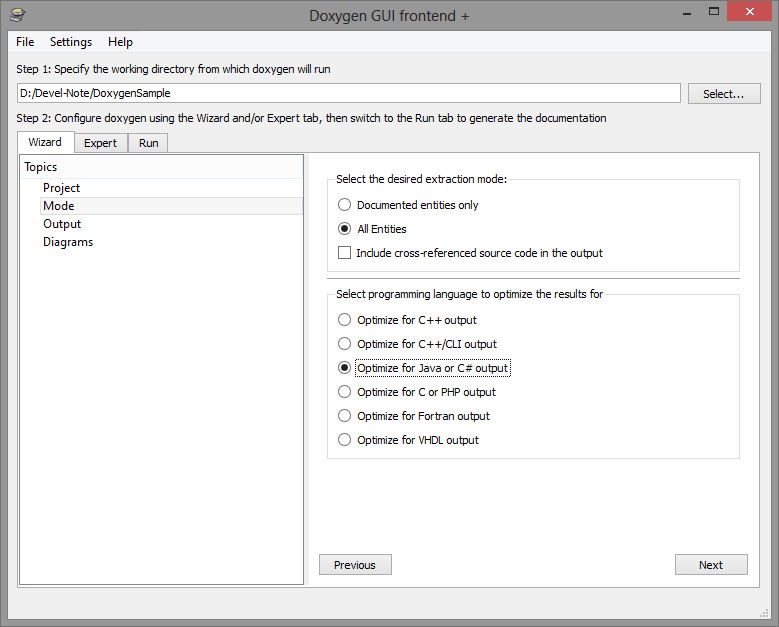 Doxygen GUI frontend +
File Settings Help
Step 1: Specify the working directory from which doxygen will run
D:/Devel-Note/DoxygenSample
Select...
Step 2: Configure doxygen using the Wizard and/or Expert tab, then switch to the Run tab to generate the documentation
Wizard Expert Run
Topics
Project
Mode
Output
Diagrams
Select the desired extraction mode:
Documented entities only
All Entities
Include cross-referenced source code in the output
Select programming language to optimize the results for
Optimize for C++ output
Optimize for C++/CLI output
Optimize for Java or C# output
Optimize for C or PHP output
Optimize for Fortran output
Optimize for VHDL output
Previous
Next